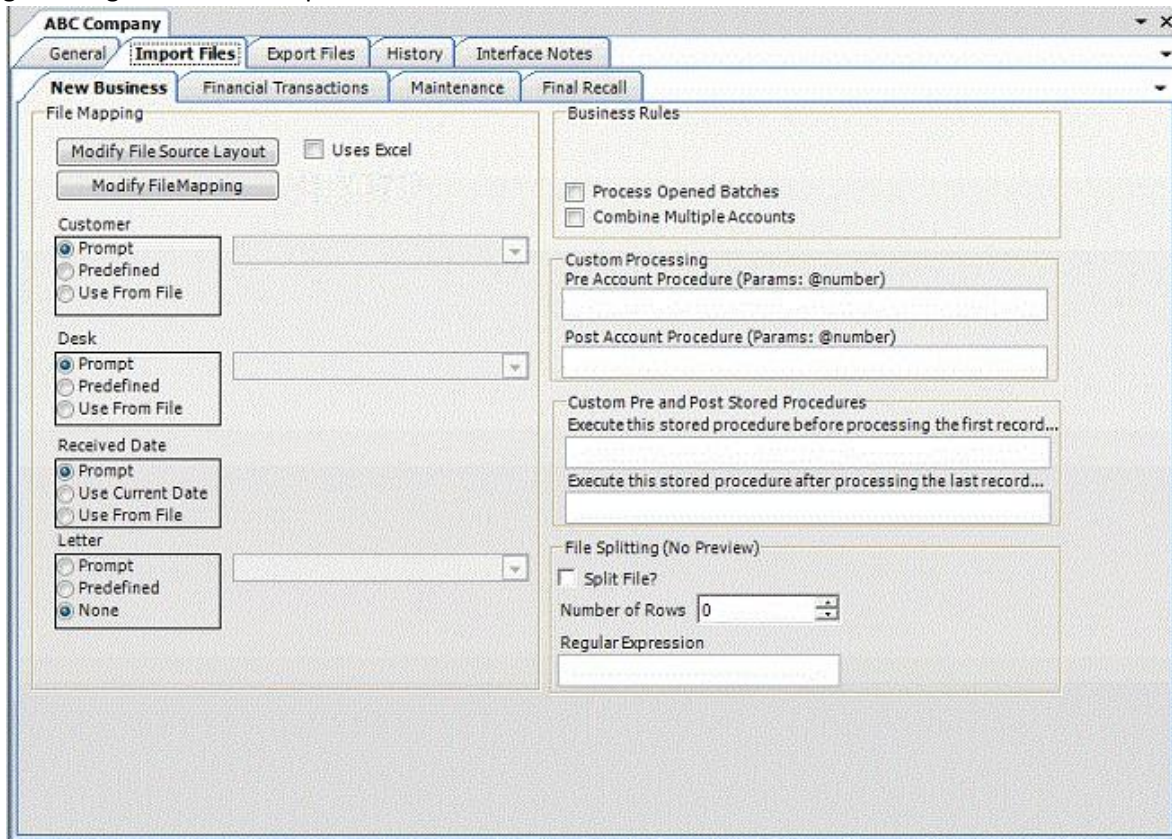 ABC Company
General Import Files Export Files History Interface Notes
New Business Financial Transactions Maintenance Final Recall
File Mapping
Modify File Source Layout
Uses Excel
Modify FileMapping
Customer
Prompt
Predefined
Use From File
Desk
Prompt
Predefined
Use From File
Received Date
Prompt
Use Current Date
Use From File
Letter
Prompt
Predefined
None
Business Rules
Process Opened Batches
Combine Multiple Accounts
Custom Processing
Pre Account Procedure (Params: @number)
Post Account Procedure (Params: @number)
Custom Pre and Post Stored Procedures
Execute this stored procedure before processing the first record...
Execute this stored procedure after processing the last record...
File Splitting (No Preview)
Split File?
Number of Rows 0
Regular Expression